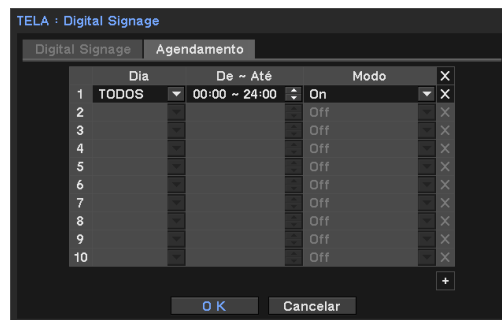 TELA : Digital Signage
Digital Signage Agendamento
Dia De ~ Até Modo X
1 TODOS 00:00 ~ 24:00 On X
2 Off X
3 Off X
4 Off X
5 Off X
6 Off X
7 Off X
8 Off X
9 Off X
10 Off X
+
OK Cancelar